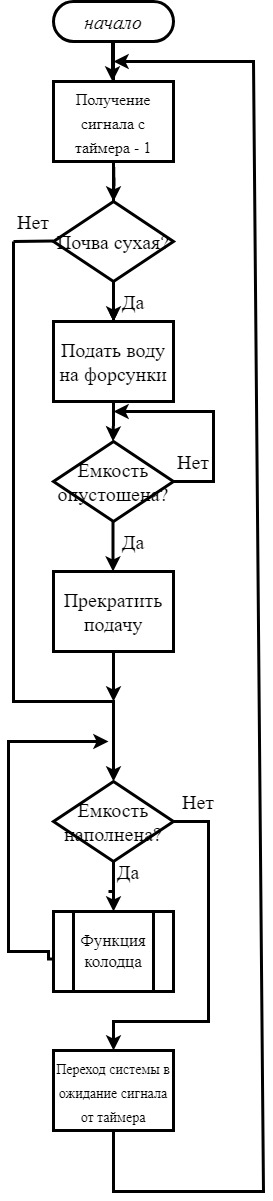 начало
Получение
сигнала с
таймера - 1
Нет
Почва сухая?
Да
Подать воду
на форсунки
Емкость
опустошена?
Нет
Да
Прекратить
подачу
Емкость
наполнена?
Нет
Да
Функция
колодца
Переход системы в
ожидание сигнала
от таймера